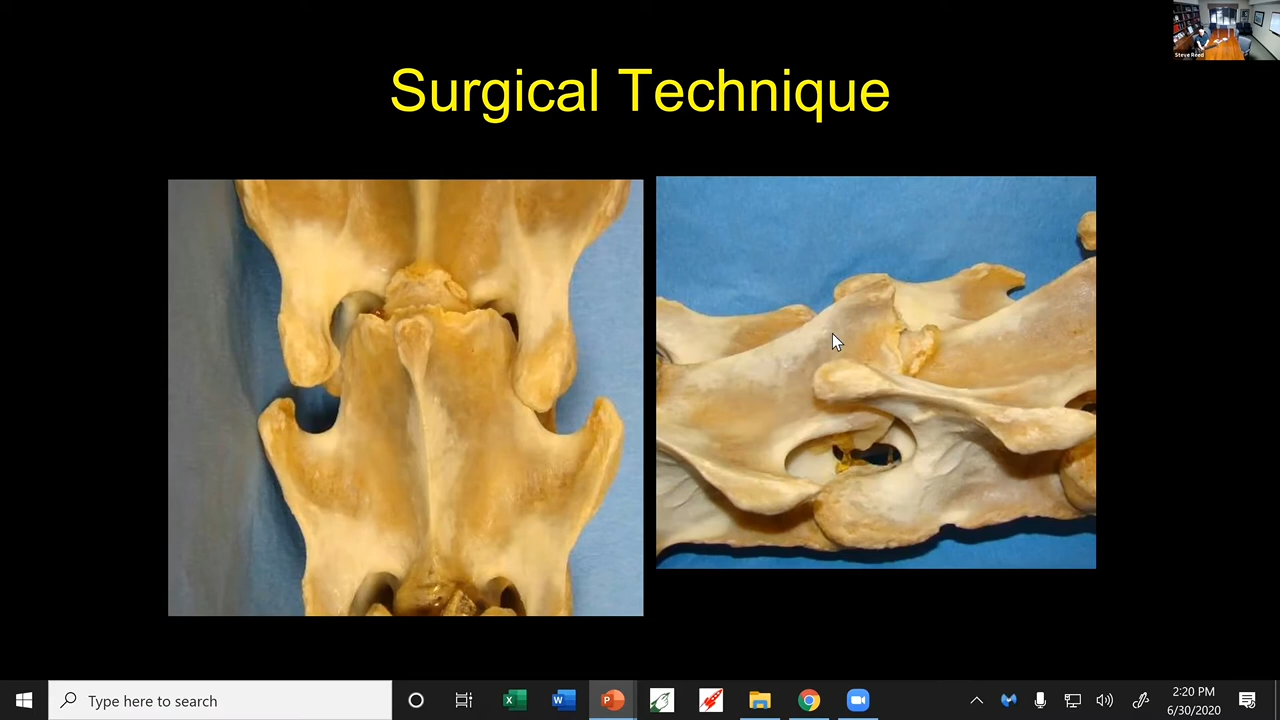 Steve Reed
Surgical Technique
Type here to search
2:20 PM
6/30/2020